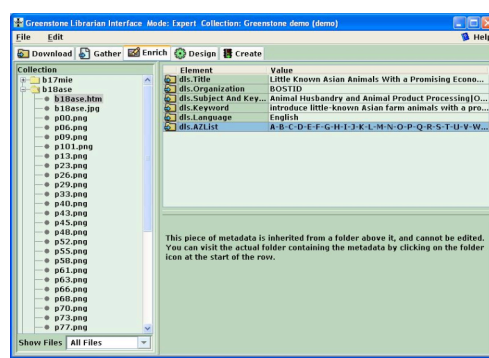 Greenstone Librarian Interface  Mode: Expert  Collection: Greenstone demo (demo)
File Edit Help
Download Gather Enrich Design Create
Collection
b17mie
b18ase
b18ase.htm
b18ase.jpg
p00.png
p06.png
p09.png
p101.png
p13.png
p23.png
p26.png
p29.png
p33.png
p40.png
p43.png
p45.png
p48.png
p52.png
p55.png
p58.png
p61.png
p63.png
p66.png
p68.png
p70.png
p73.png
p77.png
Show Files All Files
Element Value
dls.Title Little Known Asian Animals With a Promising Econo...
dls.Organization BOSTID
dls.Subject And Key... Animal Husbandry and Animal Product Processing|O...
dls.Keyword introduce little-known Asian farm animals with a pro...
dls.Language English
dls.AZList A-B-C-D-E-F-G-H-I-J-K-L-M-N-O-P-Q-R-S-T-U-V-W...
This piece of metadata is inherited from a folder above it, and cannot be edited.
You can visit the actual folder containing the metadata by clicking on the folder
icon at the start of the row.